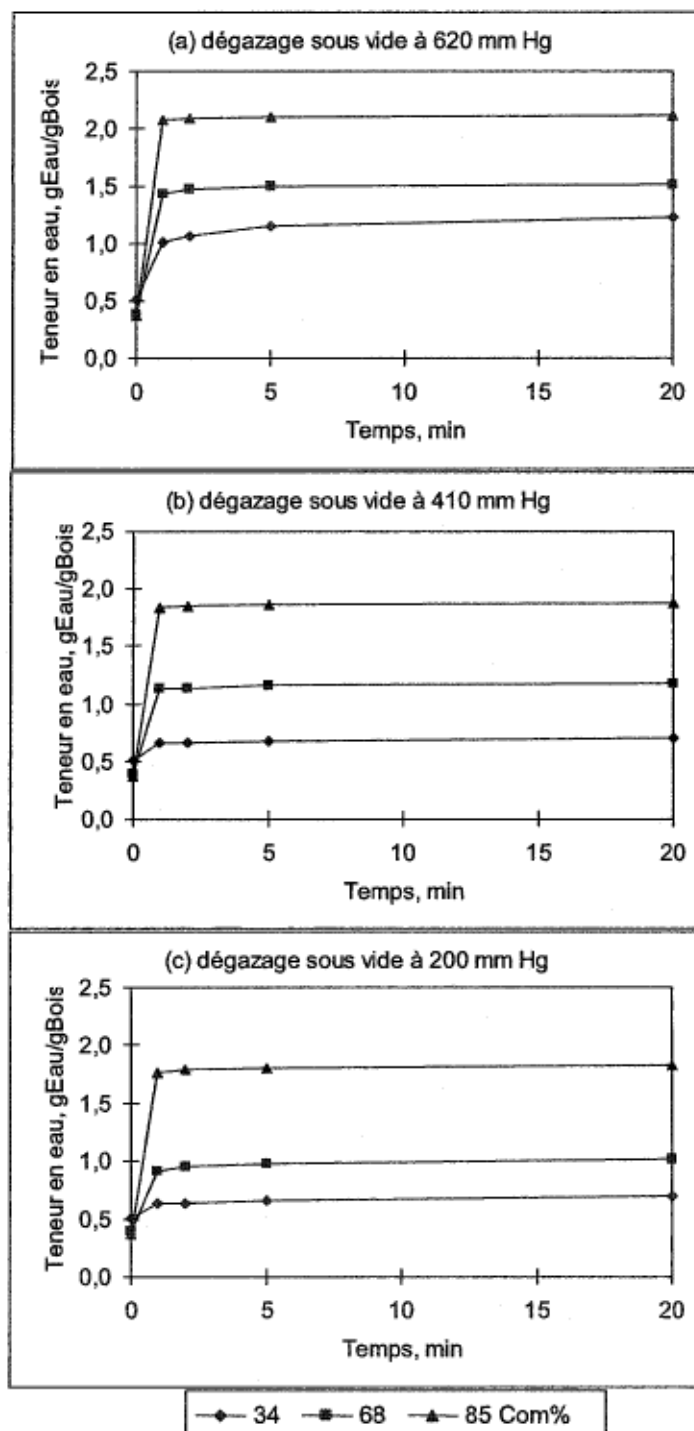 (a) dégazage sous vide à 620 mm Hg
Teneur en eau, gEau/gBois
2,5
2,0
1,5
1,0
0,5
0,0
0 5 10 15 20
Temps, min
(b) dégazage sous vide à 410 mm Hg
Teneur en eau, gEau/gBois
2,5
2,0
1,5
1,0
0,5
0,0
0 5 10 15 20
Temps, min
(c) dégazage sous vide à 200 mm Hg
Teneur en eau, gEau/gBois
2,5
2,0
1,5
1,0
0,5
0,0
0 5 10 15 20
Temps, min
34 68 85 Com%